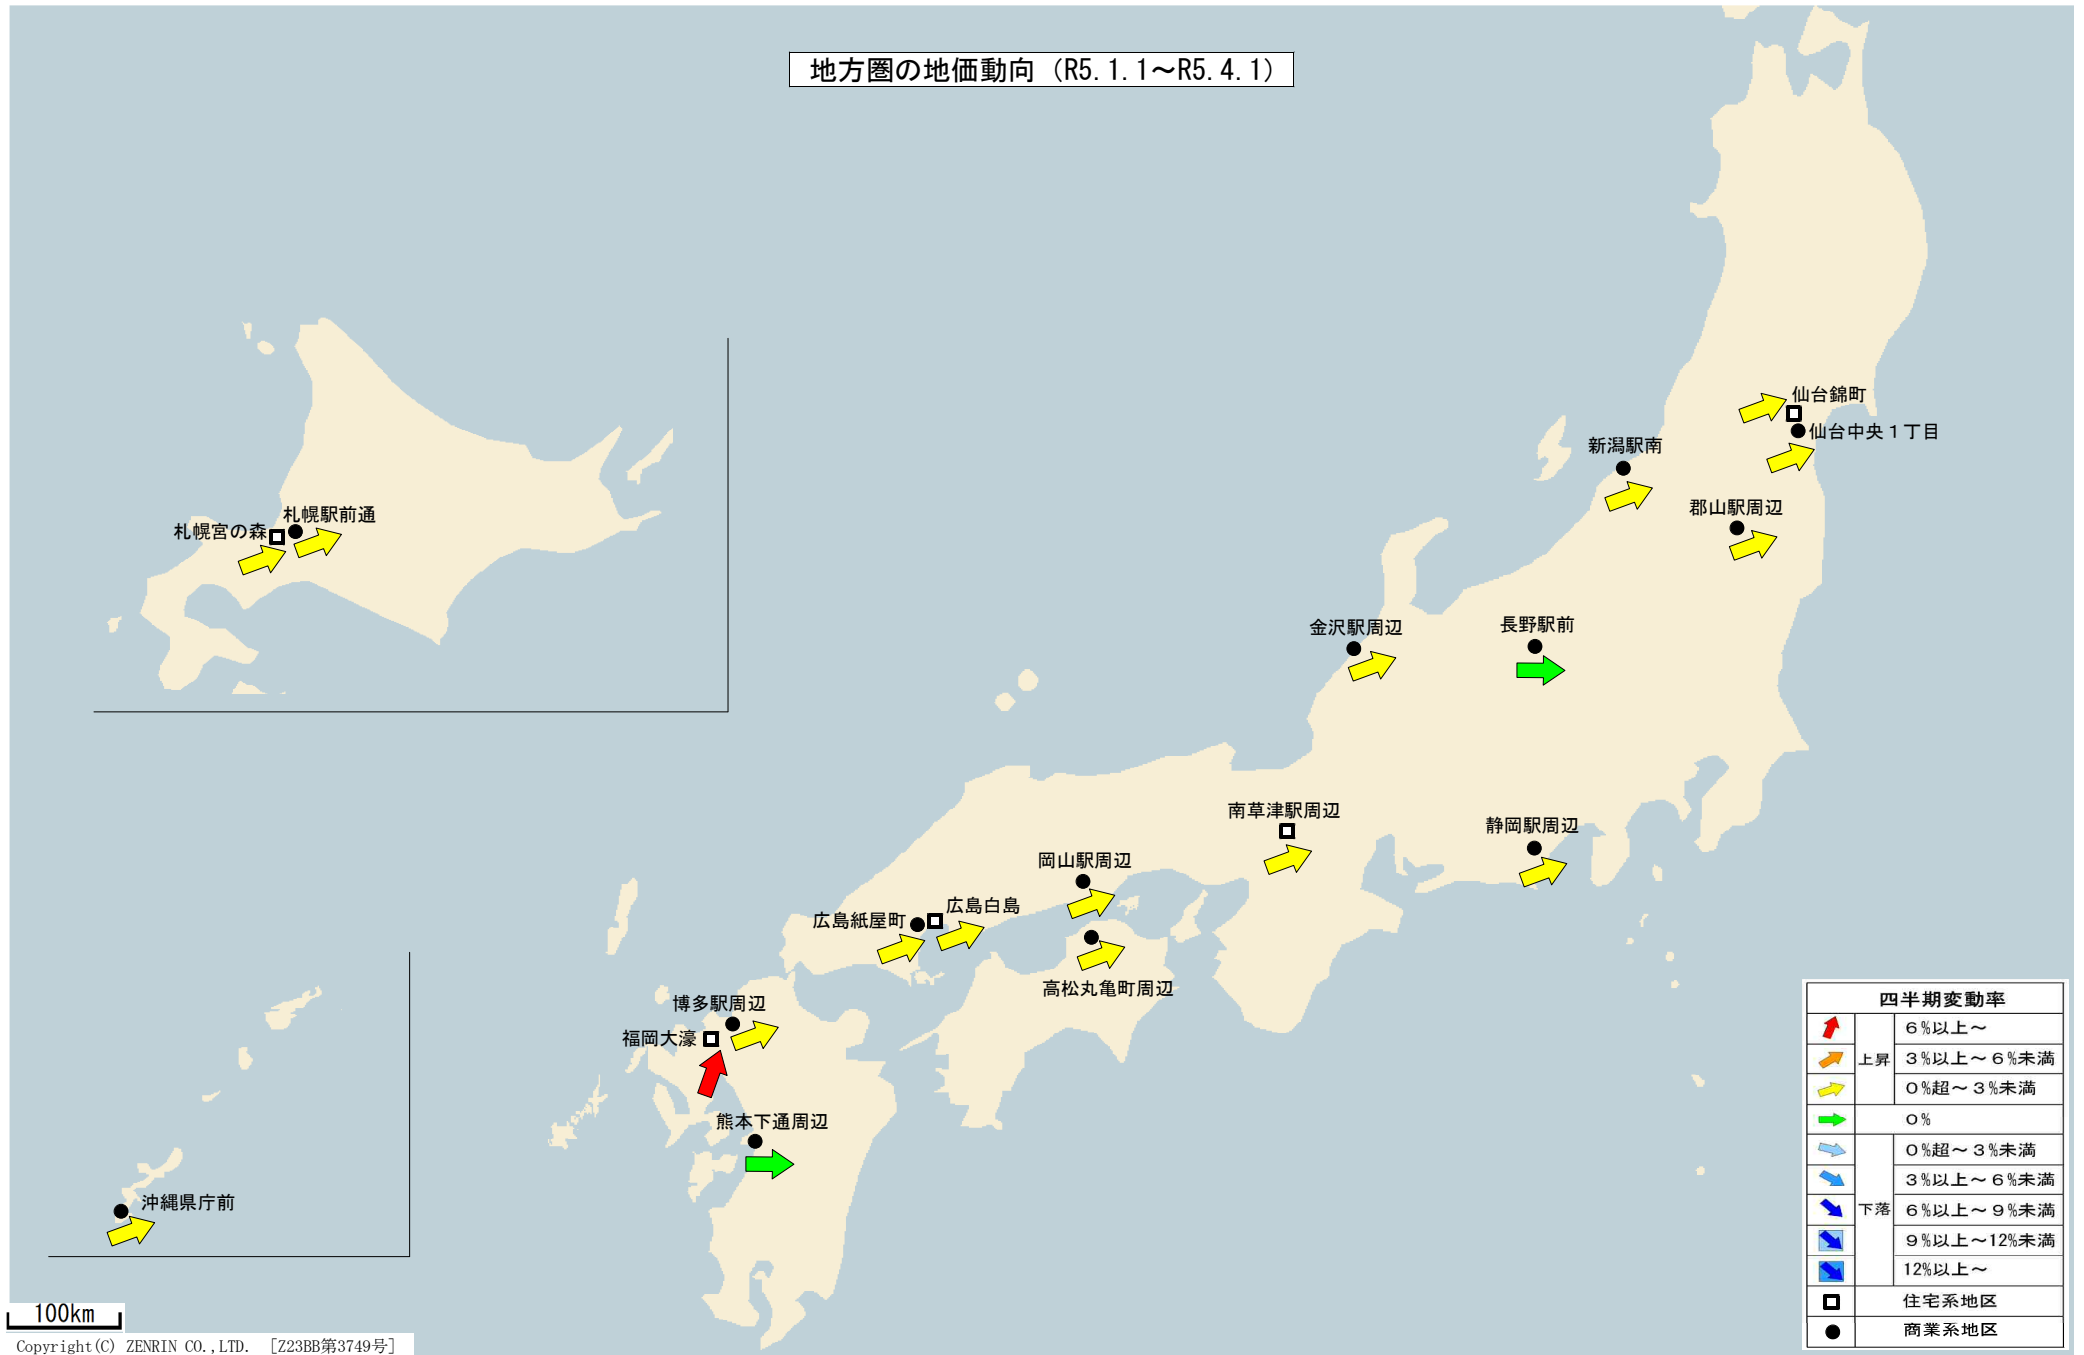 地方圏の地価動向（R5.1.1～R5.4.1）
仙台錦町
仙台中央１丁目
新潟駅南
郡山駅周辺
札幌駅前通
札幌宮の森
金沢駅周辺
長野駅前
南草津駅周辺
静岡駅周辺
岡山駅周辺
広島白島
広島紙屋町
高松丸亀町周辺
博多駅周辺
福岡大濠
熊本下通周辺
沖縄県庁前
四半期変動率
上昇
６%以上～
３%以上～６%未満
０%超～３%未満
０%
下落
０%超～３%未満
３%以上～６%未満
６%以上～９%未満
９%以上～12%未満
12%以上～
住宅系地区
商業系地区
100km
Copyright(C) ZENRIN CO.,LTD. [Z23BB第3749号]